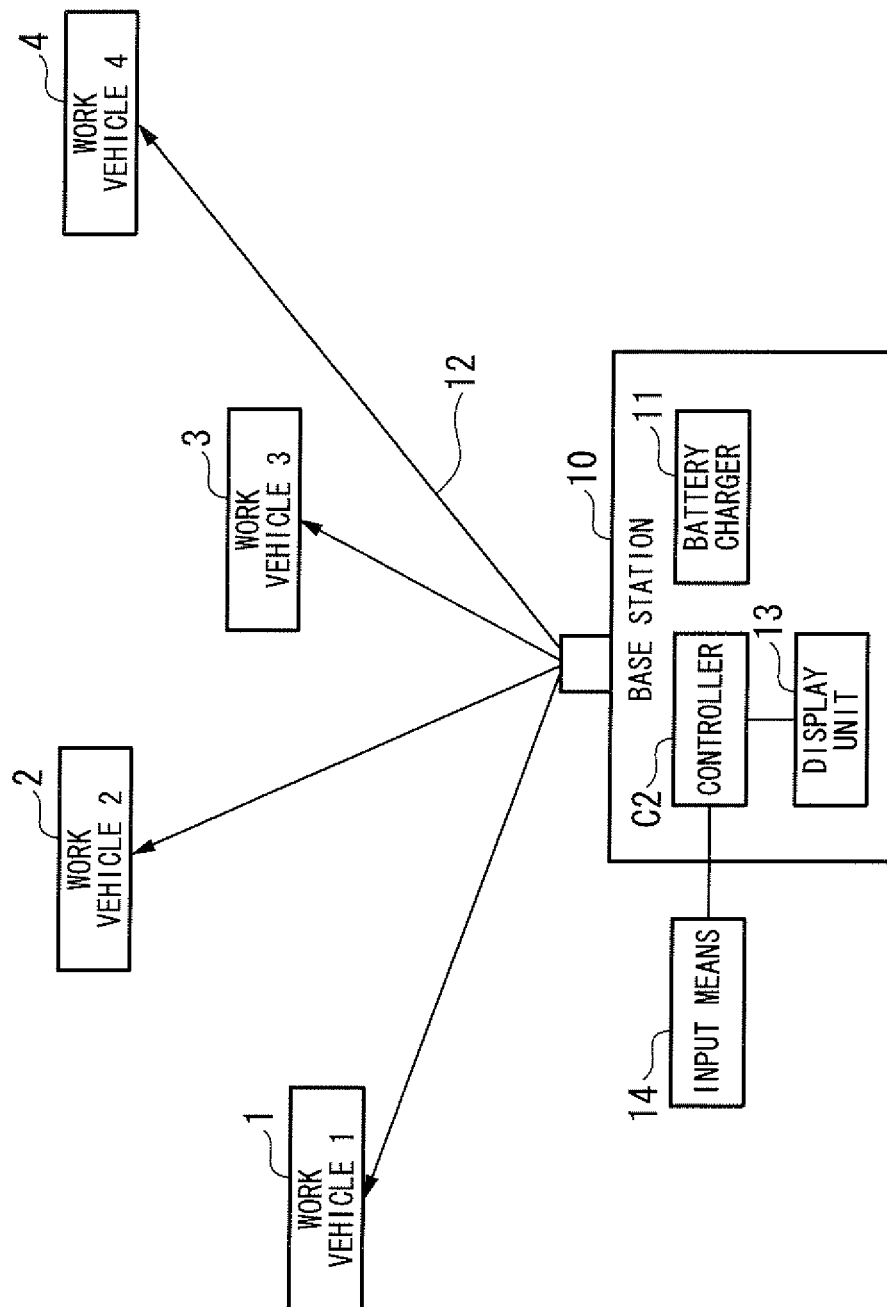 4
WORK
VEHICLE 4
2
WORK
VEHICLE 2
3
WORK
VEHICLE 3
1
WORK
VEHICLE 1
12
10
BASE STATION
14
INPUT MEANS
C2
CONTROLLER
11
BATTERY
CHARGER
13
DISPLAY
UNIT